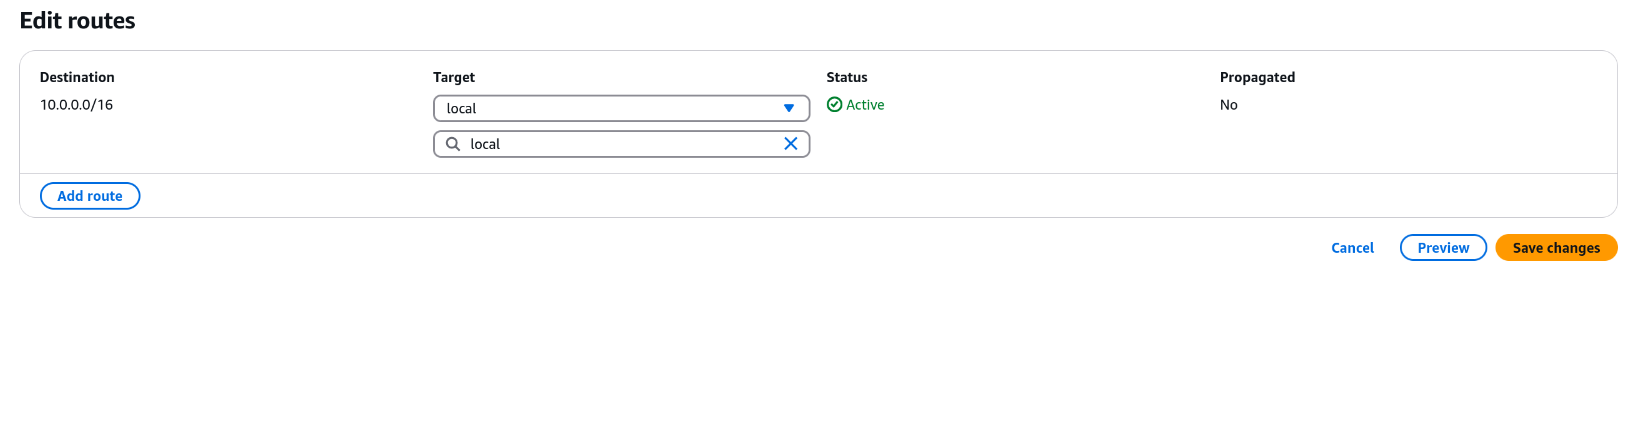 Edit routes
Destination Target Status Propagated
10.0.0.0/16 local Active No
local
Add route
Cancel Preview Save changes